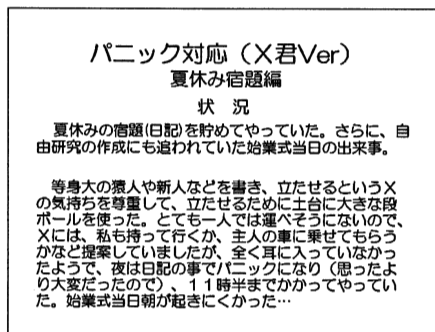 パニック対応（X君Ver）
夏休み宿題編
状　況
夏休みの宿題(日記)を貯めてやっていた。さらに、自
由研究の作成にも追われていた始業式当日の出来事。
等身大の猿人や新人などを書き、立たせるというX
の気持ちを尊重して、立たせるために土台に大きな段
ボールを使った。とても一人では運べそうにないので、
Xには、私も持って行くか、主人の車に乗せてもらう
かなど提案していましたが、全く耳に入っていなかっ
たようで、夜は日記の事でパニックになり（思ったよ
り大変だったので）、１１時半までかかってやってい
た。始業式当日朝が起きにくかった…